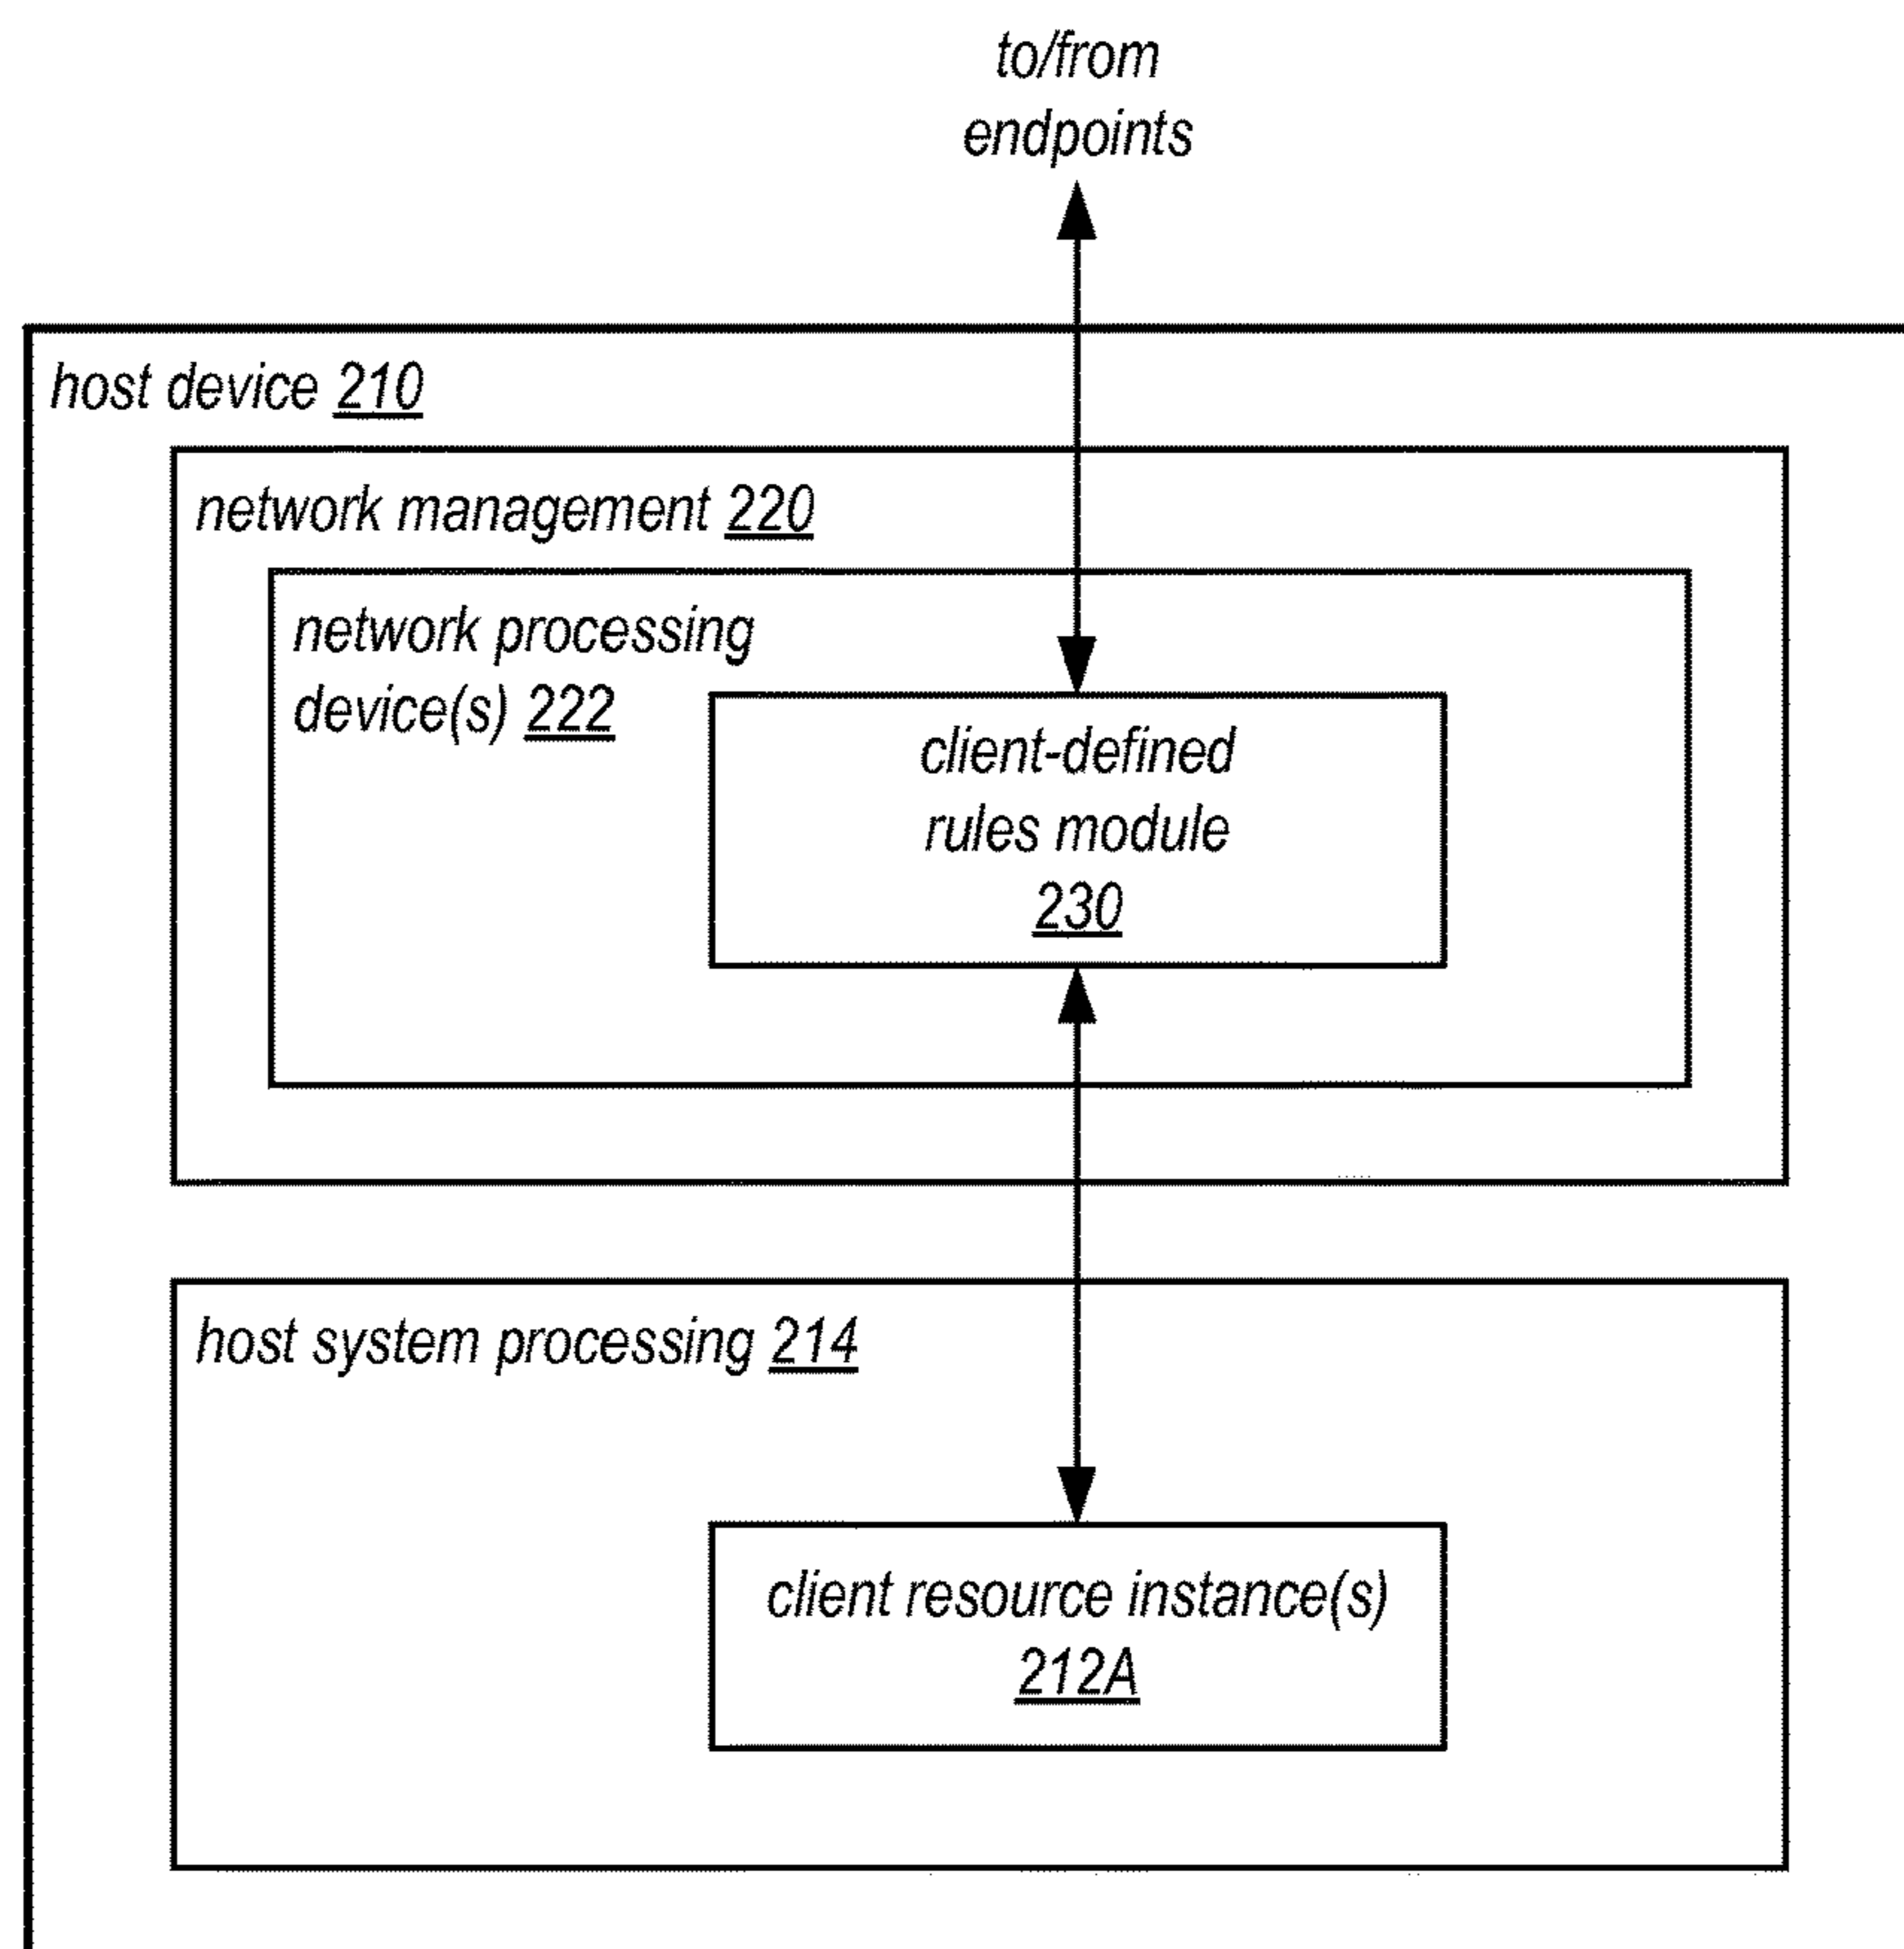 to/from
endpoints
host device 210
network management 220
network processing
device(s) 222
client-defined
rules module
230
host system processing 214
client resource instance(s)
212A